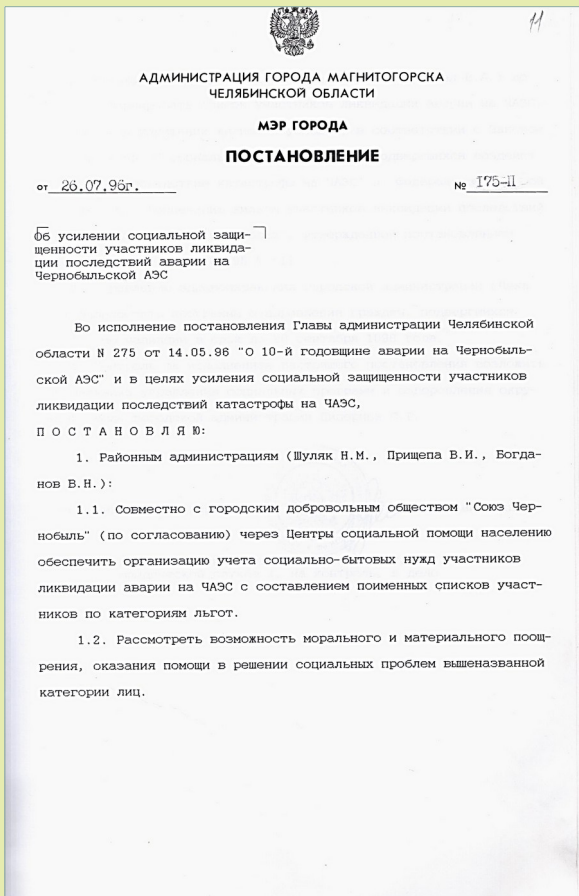 11
АДМИНИСТРАЦИЯ ГОРОДА МАГНИТОГОРСКА
ЧЕЛЯБИНСКОЙ ОБЛАСТИ
МЭР ГОРОДА
ПОСТАНОВЛЕНИЕ
от 26.07.96г. № I75-П
Об усилении социальной защи-
щенности участников ликвида-
ции последствий аварии на
Чернобыльской АЭС
Во исполнение постановления Главы администрации Челябинской
области N 275 от 14.05.96 "О 10-й годовщине аварии на Чернобыль-
ской АЭС" и в целях усиления социальной защищенности участников
ликвидации последствий катастрофы на ЧАЭС,
П О С Т А Н О В Л Я Ю:
1. Районным администрациям (Шуляк Н.М., Прищепа В.И., Богда-
нов В.Н.):
1.1. Совместно с городским добровольным обществом "Союз Чер-
нобыль" (по согласованию) через Центры социальной помощи населению
обеспечить организацию учета социально-бытовых нужд участников
ликвидации аварии на ЧАЭС с составлением поименных списков участ-
ников по категориям льгот.
1.2. Рассмотреть возможность морального и материального поощ-
рения, оказания помощи в решении социальных проблем вышеназванной
категории лиц.